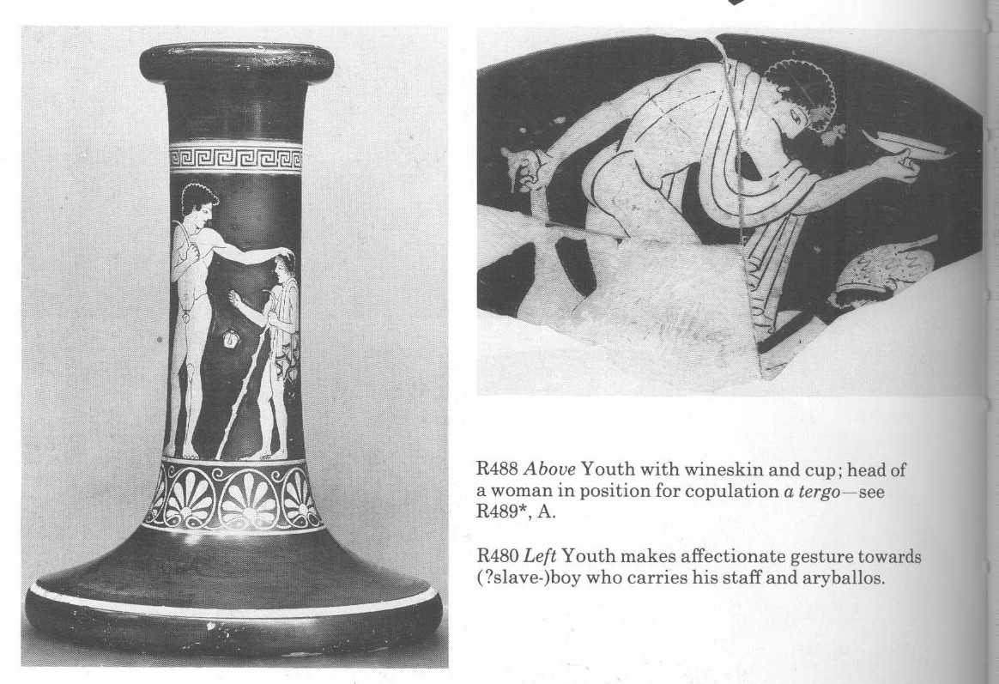 R488 Above Youth with wineskin and cup; head of
a woman in position for copulation a tergo—see
R489*, A.
R480 Left Youth makes affectionate gesture towards
(?slave-)boy who carries his staff and aryballos.